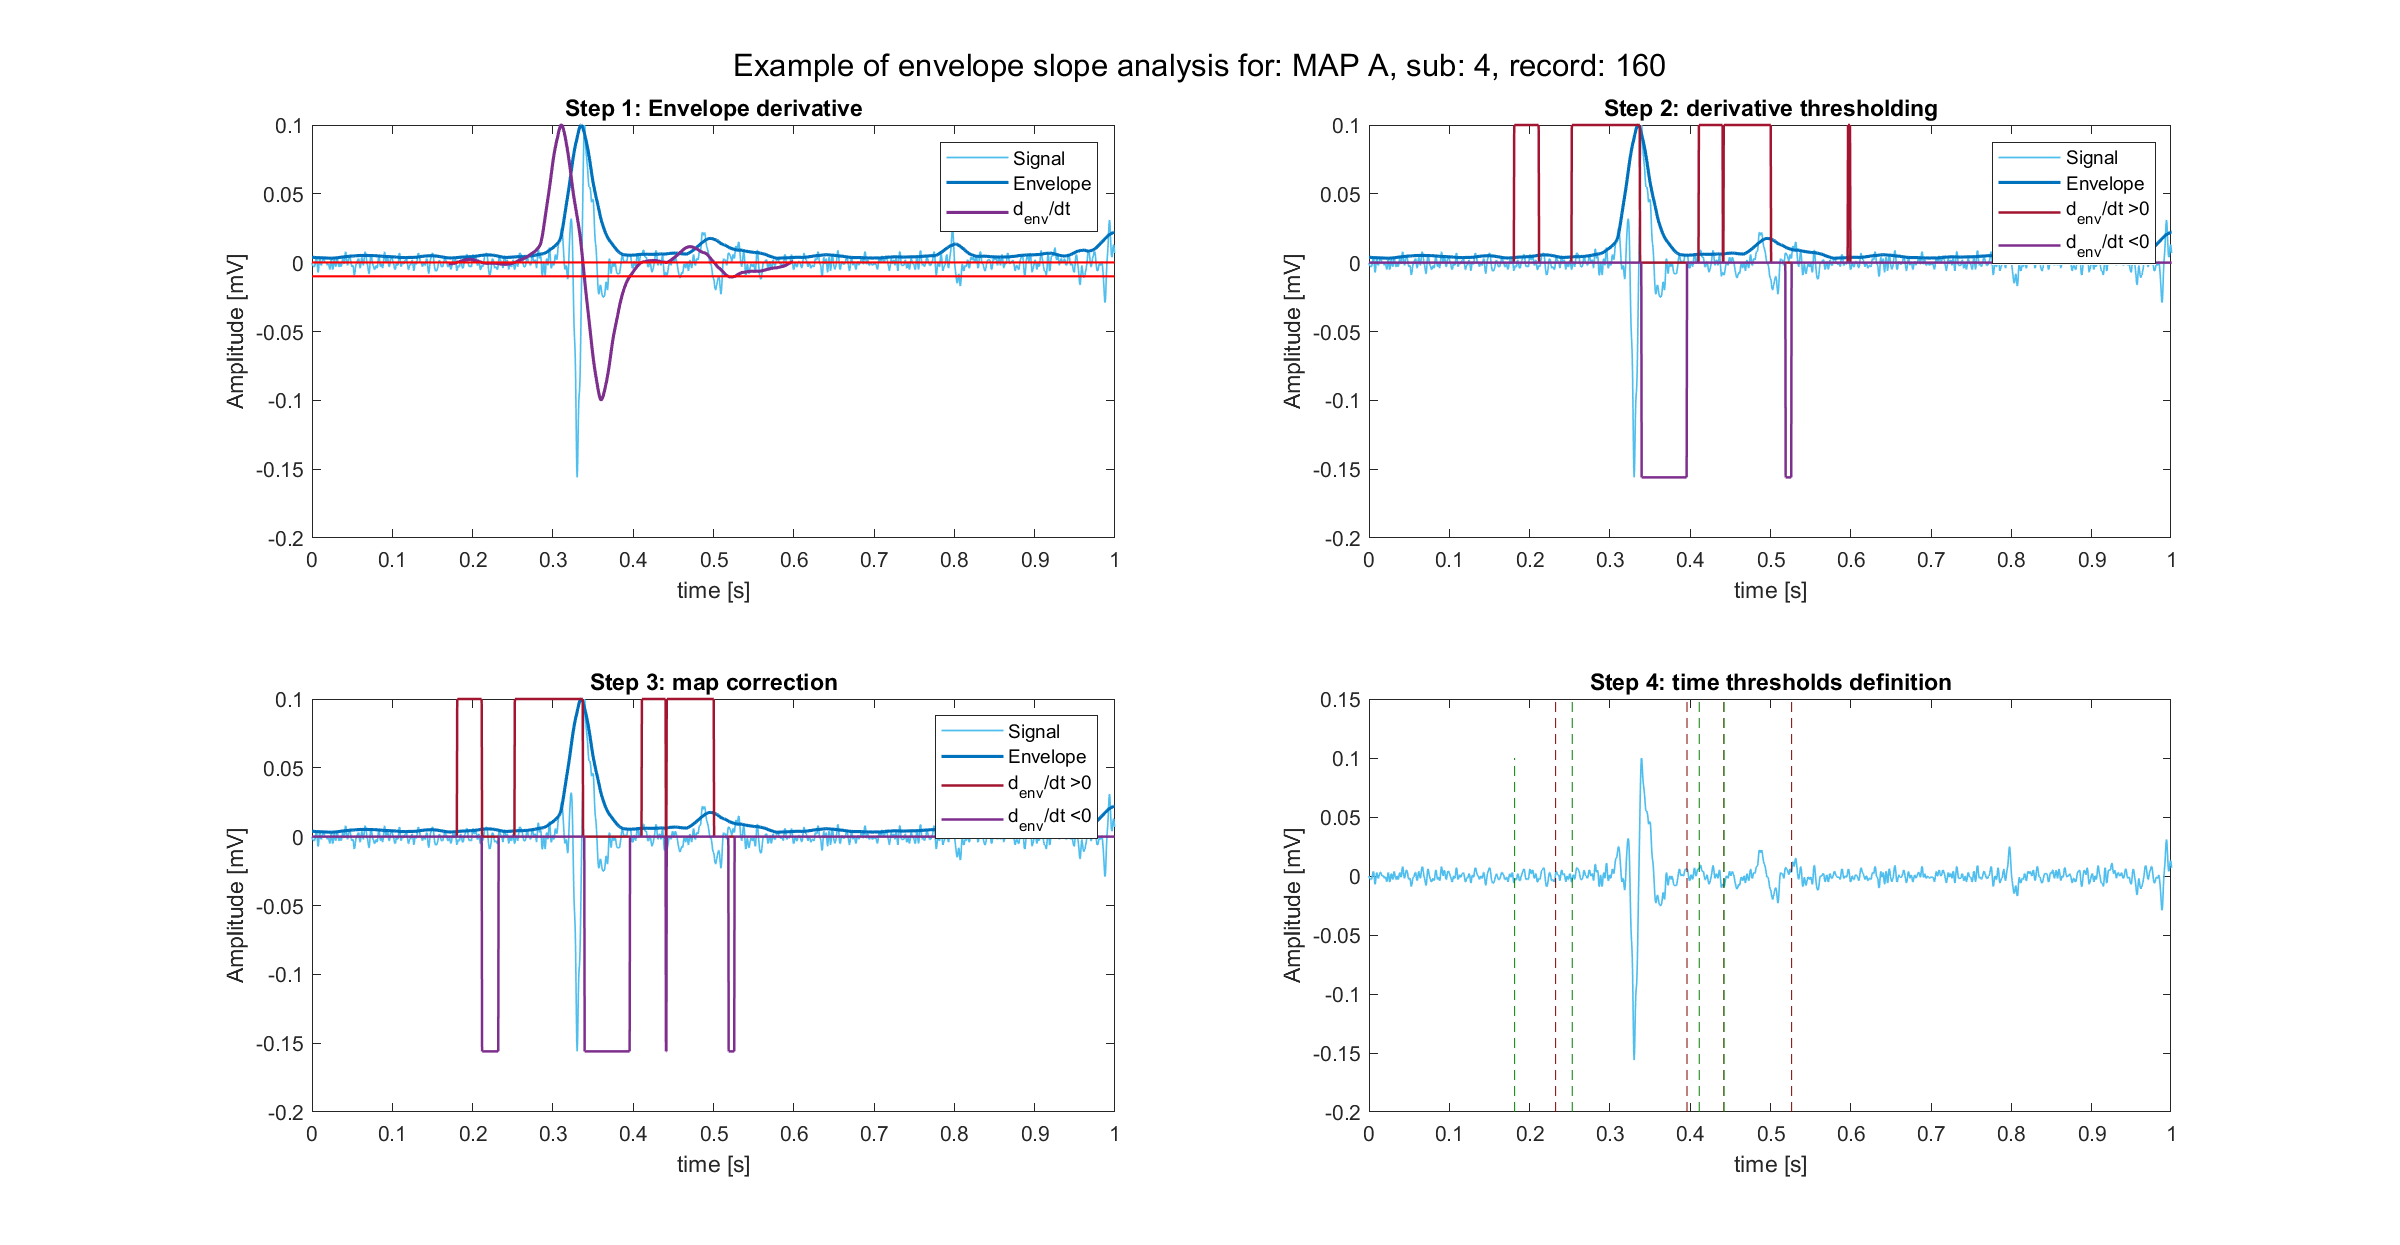 Example of envelope slope analysis for: MAP A, sub: 4, record: 160
Step 1: Envelope derivative
0.1
0.05
0
-0.05
-0.1
-0.15
-0.2
Amplitude [mV]
0 0.1 0.2 0.3 0.4 0.5 0.6 0.7 0.8 0.9 1
time [s]
Signal
Envelope
d_env/dt
Step 2: derivative thresholding
0.1
0.05
0
-0.05
-0.1
-0.15
-0.2
Amplitude [mV]
0 0.1 0.2 0.3 0.4 0.5 0.6 0.7 0.8 0.9 1
time [s]
Signal
Envelope
d_env/dt >0
d_env/dt <0
Step 3: map correction
0.1
0.05
0
-0.05
-0.1
-0.15
-0.2
Amplitude [mV]
0 0.1 0.2 0.3 0.4 0.5 0.6 0.7 0.8 0.9 1
time [s]
Signal
Envelope
d_env/dt >0
d_env/dt <0
Step 4: time thresholds definition
0.15
0.1
0.05
0
-0.05
-0.1
-0.15
-0.2
Amplitude [mV]
0 0.1 0.2 0.3 0.4 0.5 0.6 0.7 0.8 0.9 1
time [s]